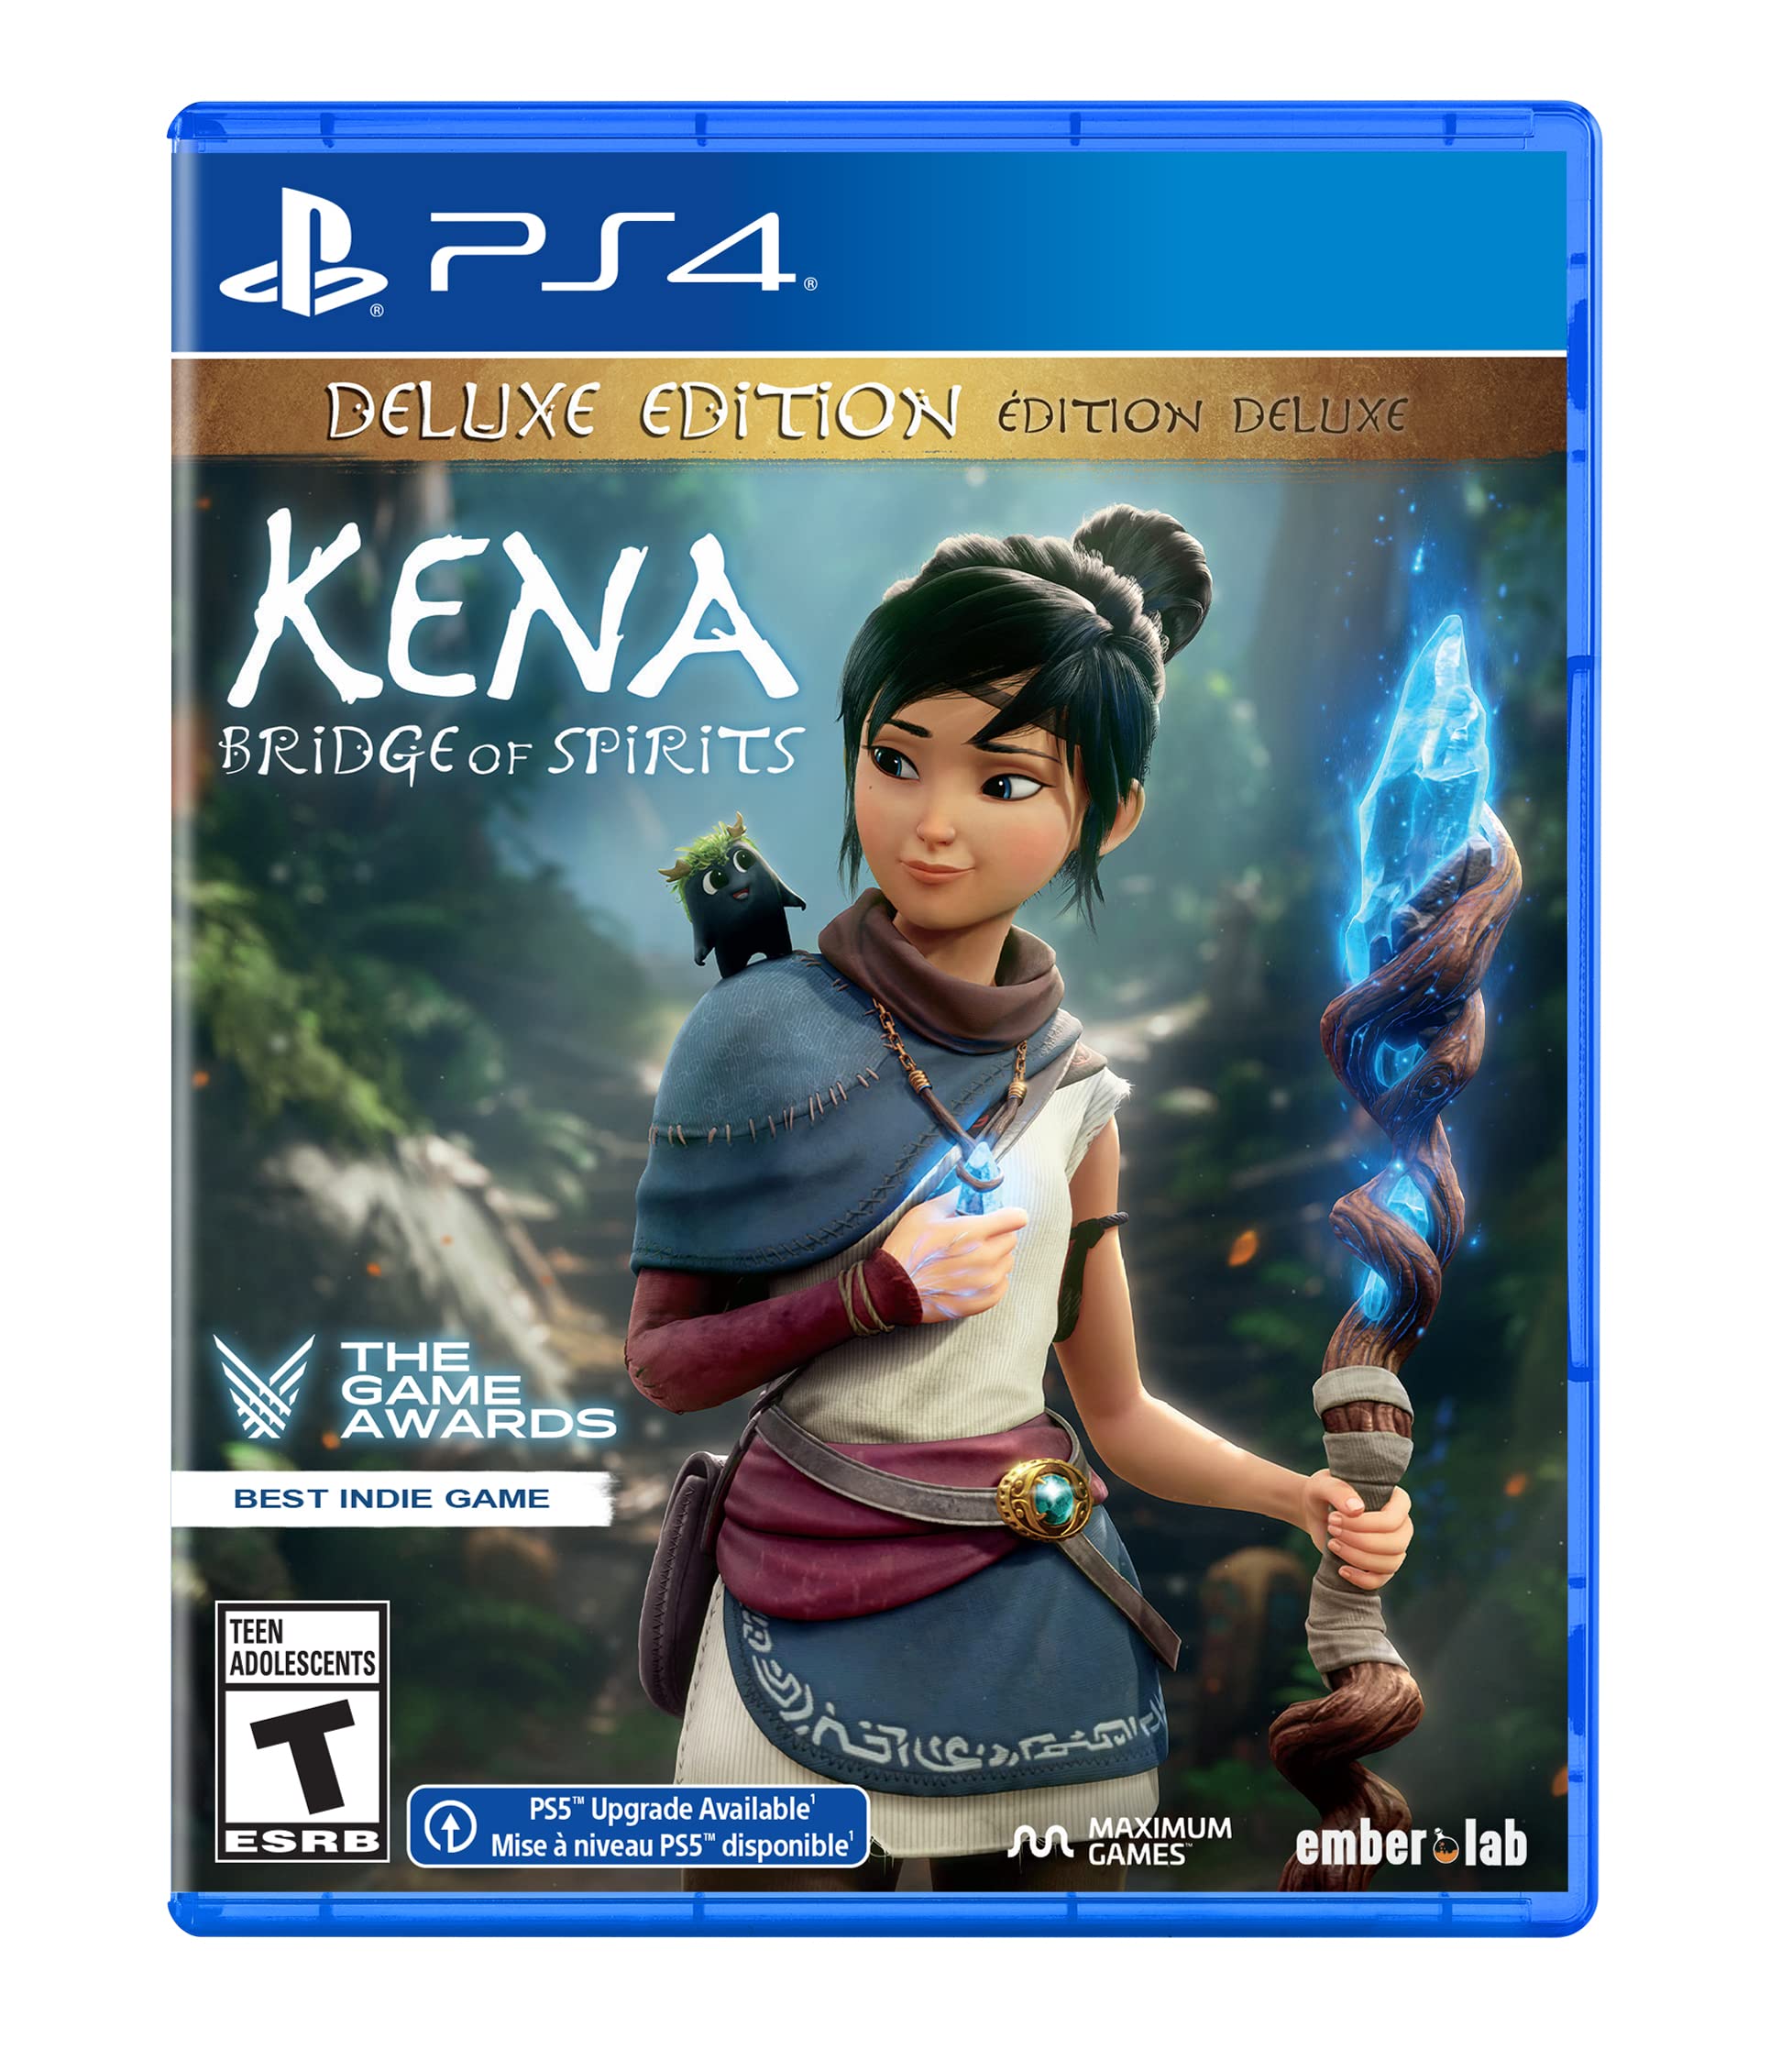 PS4®
DELUXE EDITION ÉDITION DELUXE
KENA
BRIDGE OF SPIRITS
THE
GAME
AWARDS
BEST INDIE GAME
TEEN
ADOLESCENTS
T
ESRB
PS5™ Upgrade Available¹
Mise à niveau PS5™ disponible¹
MAXIMUM
GAMES™
ember lab